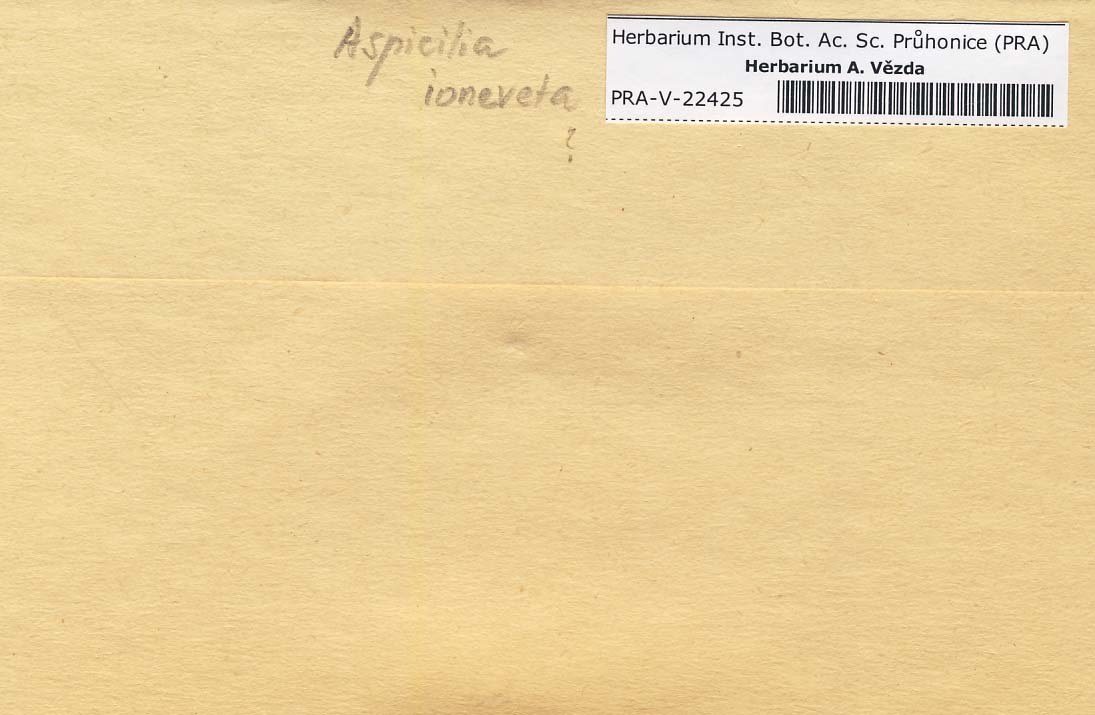 Aspicilia
ioneveta
?
Herbarium Inst. Bot. Ac. Sc. Průhonice (PRA)
Herbarium A. Vězda
PRA-V-22425